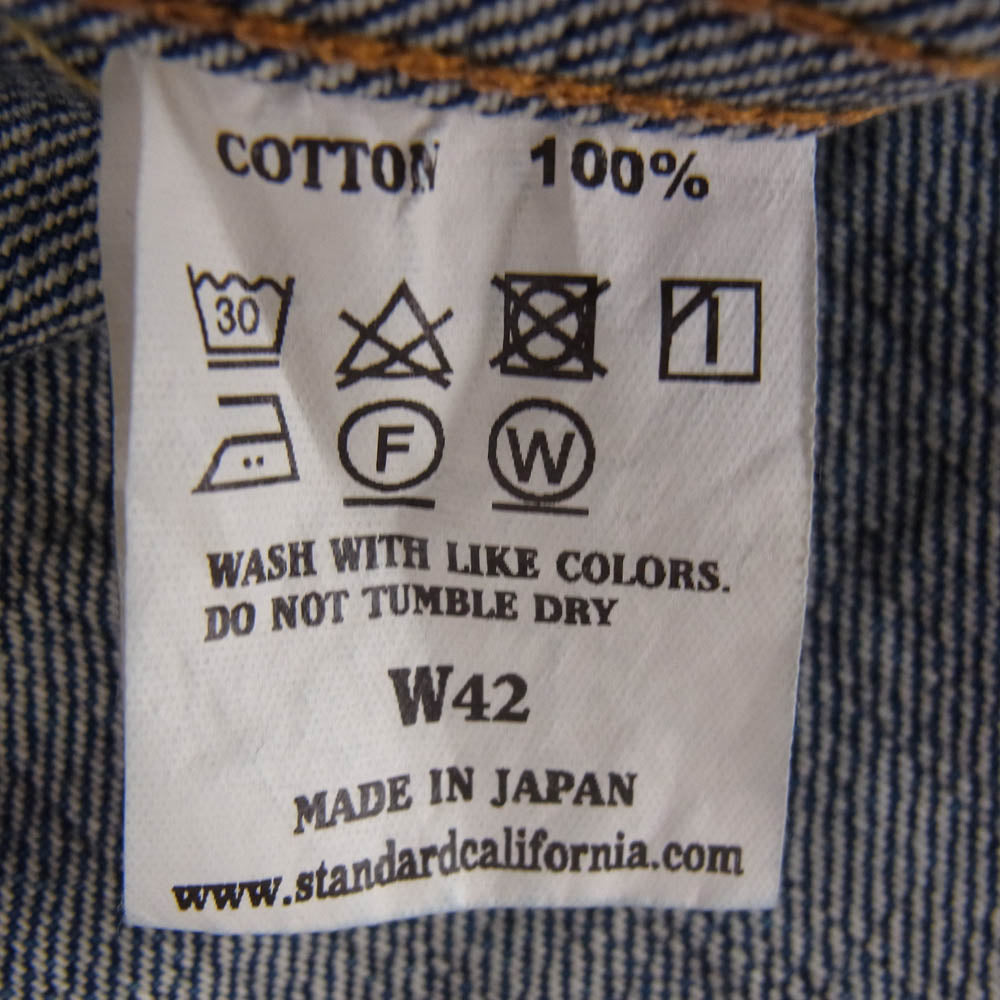 COTTON 100%
30
F W
WASH WITH LIKE COLORS.
DO NOT TUMBLE DRY
W42
MADE IN JAPAN
www.standardcalifornia.com